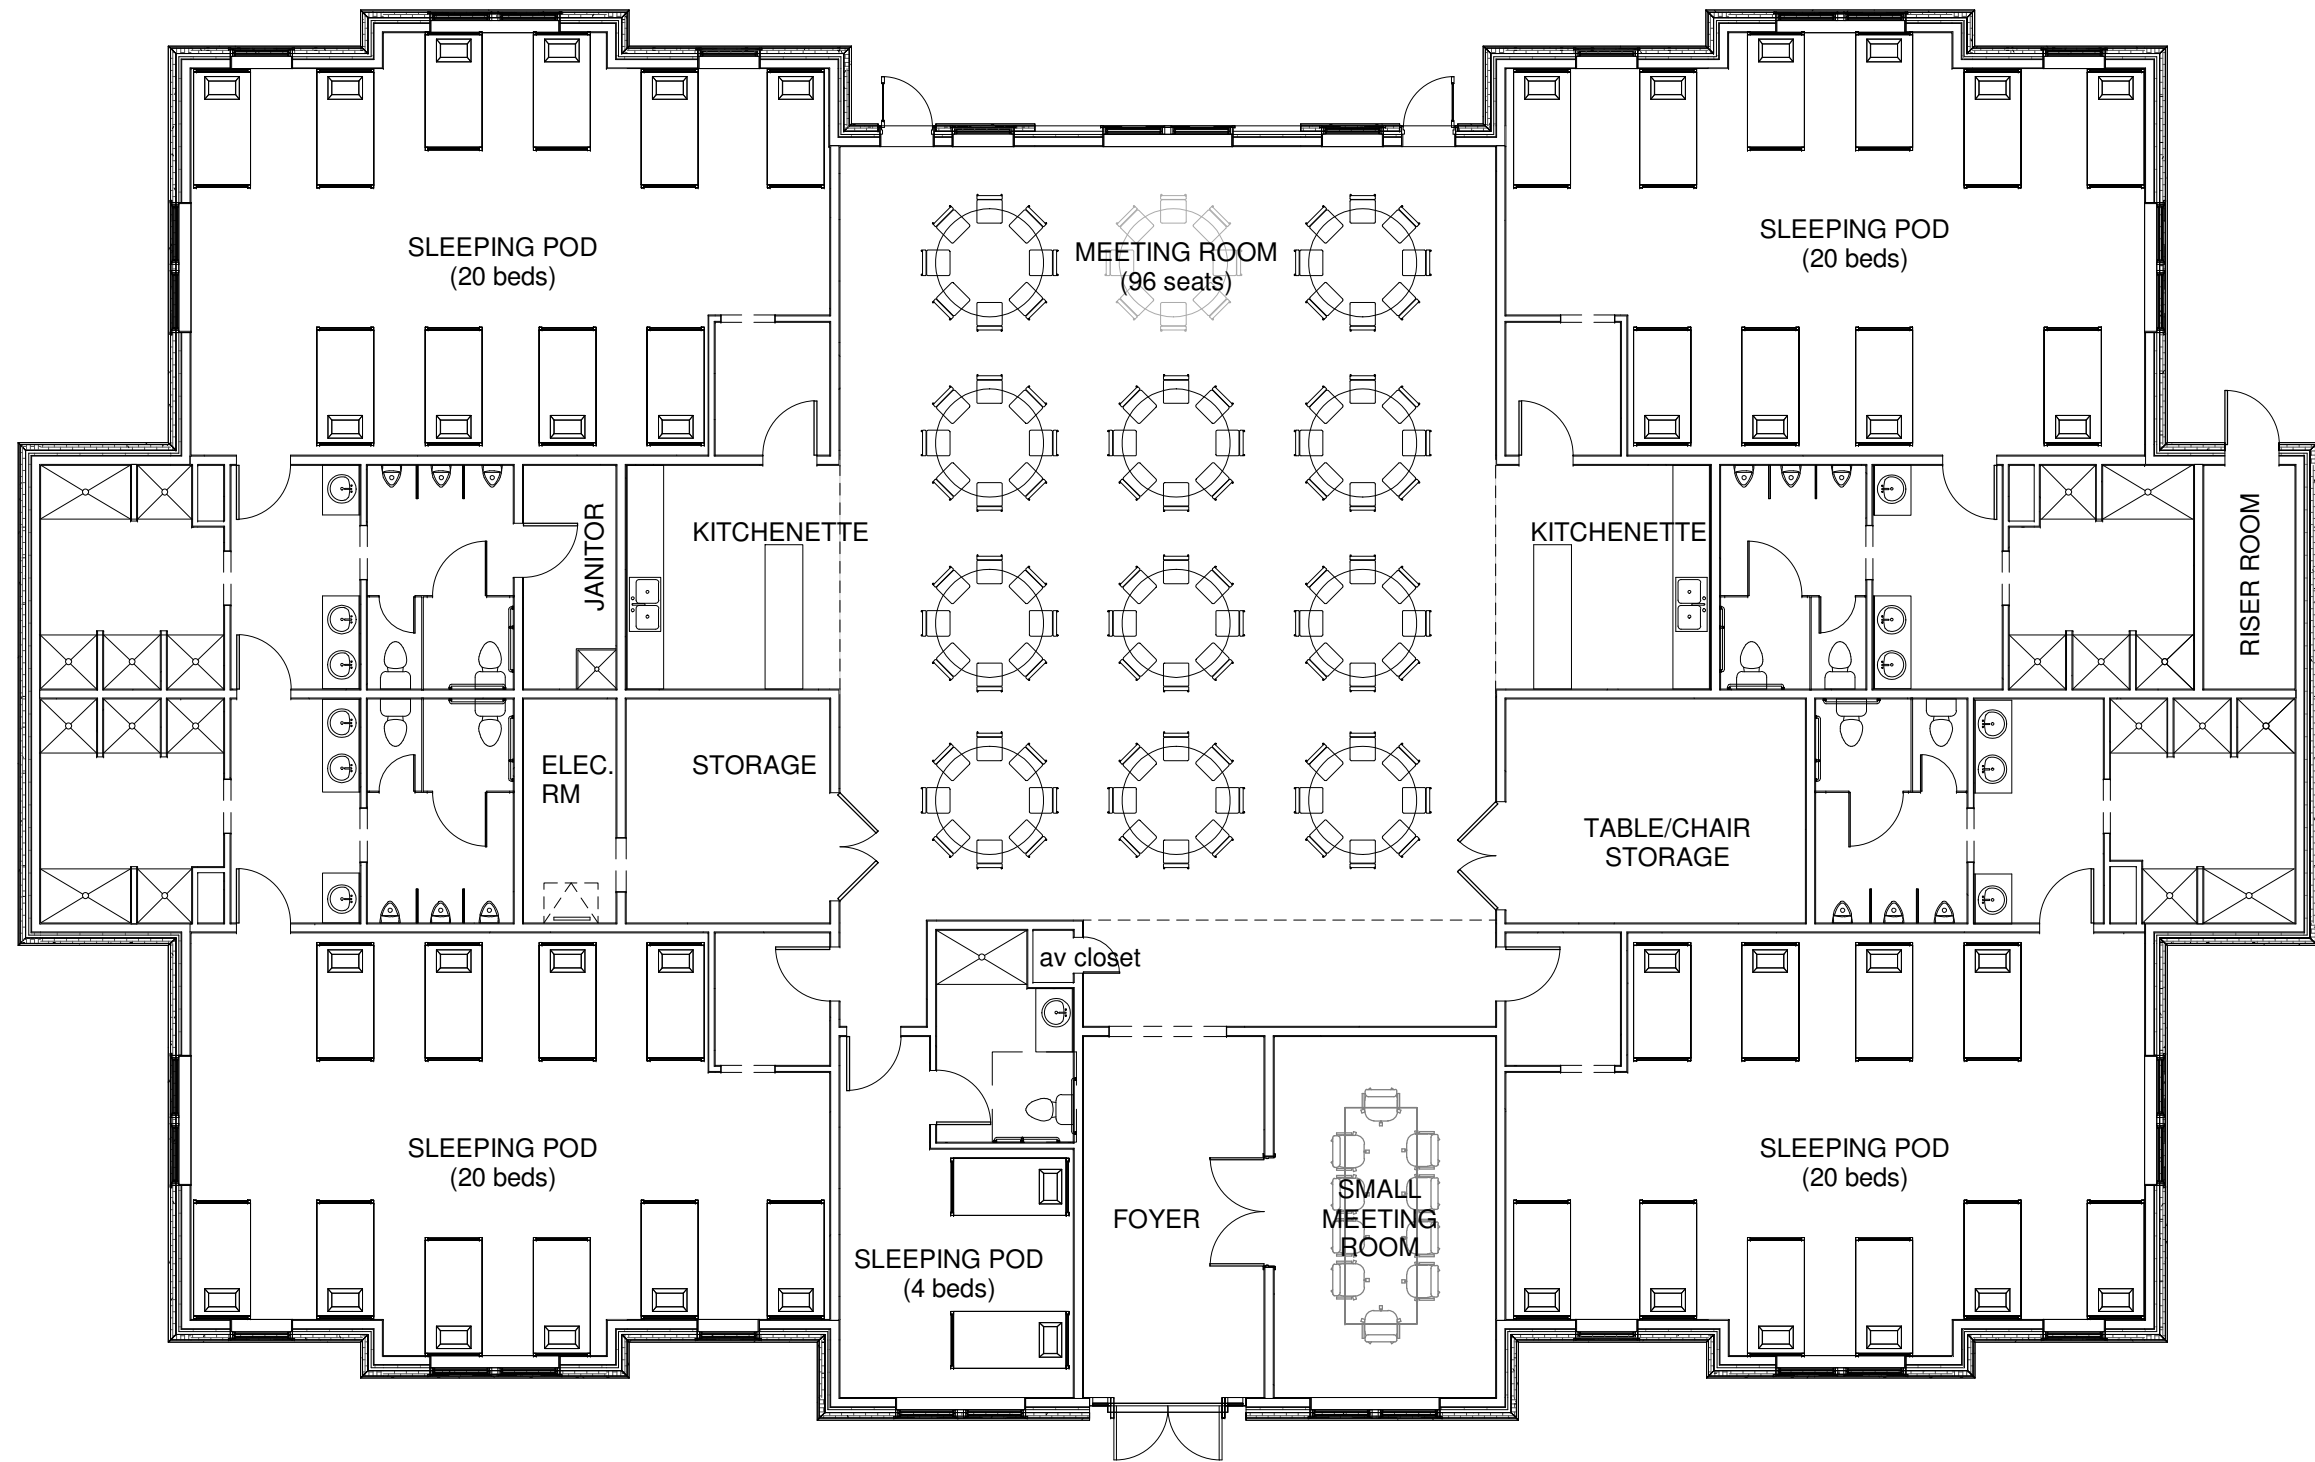 SLEEPING POD
(20 beds)
MEETING ROOM
(96 seats)
SLEEPING POD
(20 beds)
JANITOR
KITCHENETTE
KITCHENETTE
RISER ROOM
ELEC.
RM
STORAGE
TABLE/CHAIR
STORAGE
av closet
SLEEPING POD
(20 beds)
SLEEPING POD
(4 beds)
FOYER
SMALL
MEETING
ROOM
SLEEPING POD
(20 beds)